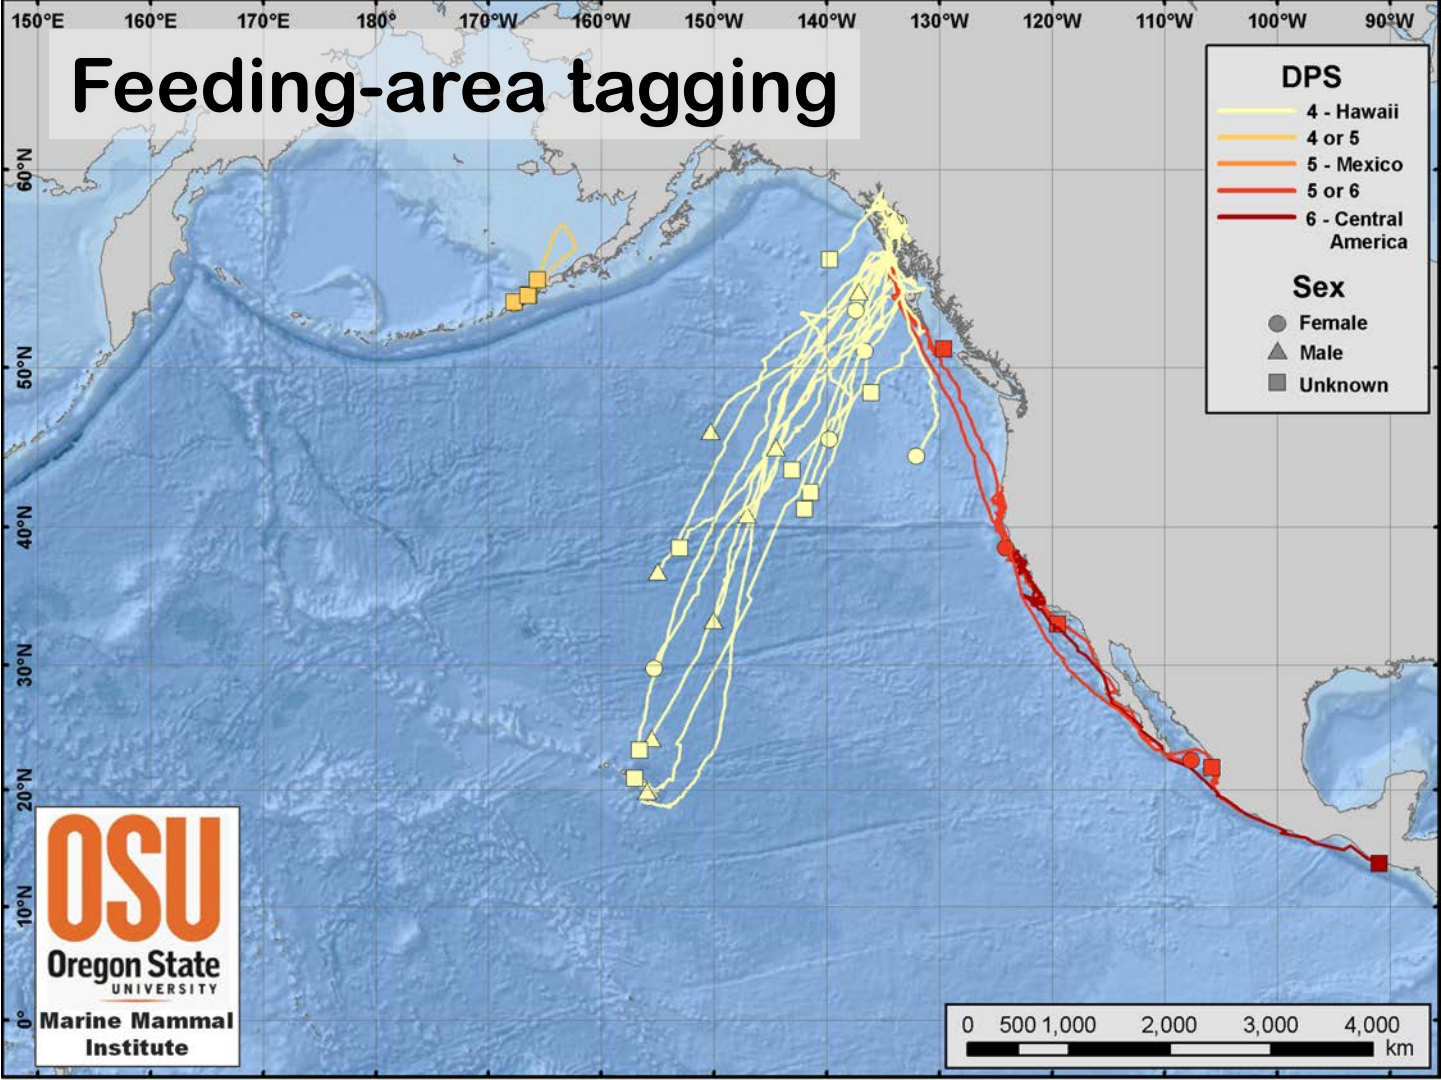 150°E 160°E 170°E 180° 170°W 160°W 150°W 140°W 130°W 120°W 110°W 100°W 90°W
Feeding-area tagging
DPS
4 - Hawaii
4 or 5
5 - Mexico
5 or 6
6 - Central
America
Sex
Female
Male
Unknown
60°N
50°N
40°N
30°N
20°N
10°N
0°
OSU
Oregon State
UNIVERSITY
Marine Mammal
Institute
0 500 1,000 2,000 3,000 4,000
km